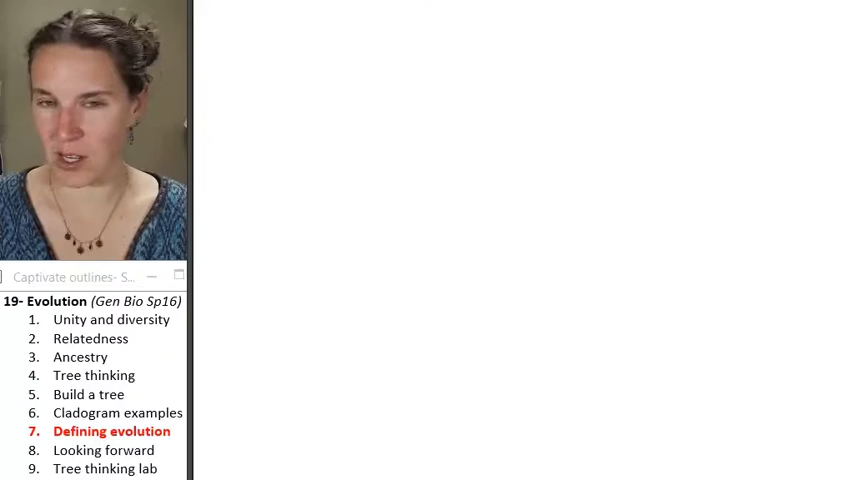 Captivate outlines- S...
19- Evolution (Gen Bio Sp16)
1. Unity and diversity
2. Relatedness
3. Ancestry
4. Tree thinking
5. Build a tree
6. Cladogram examples
7. Defining evolution
8. Looking forward
9. Tree thinking lab